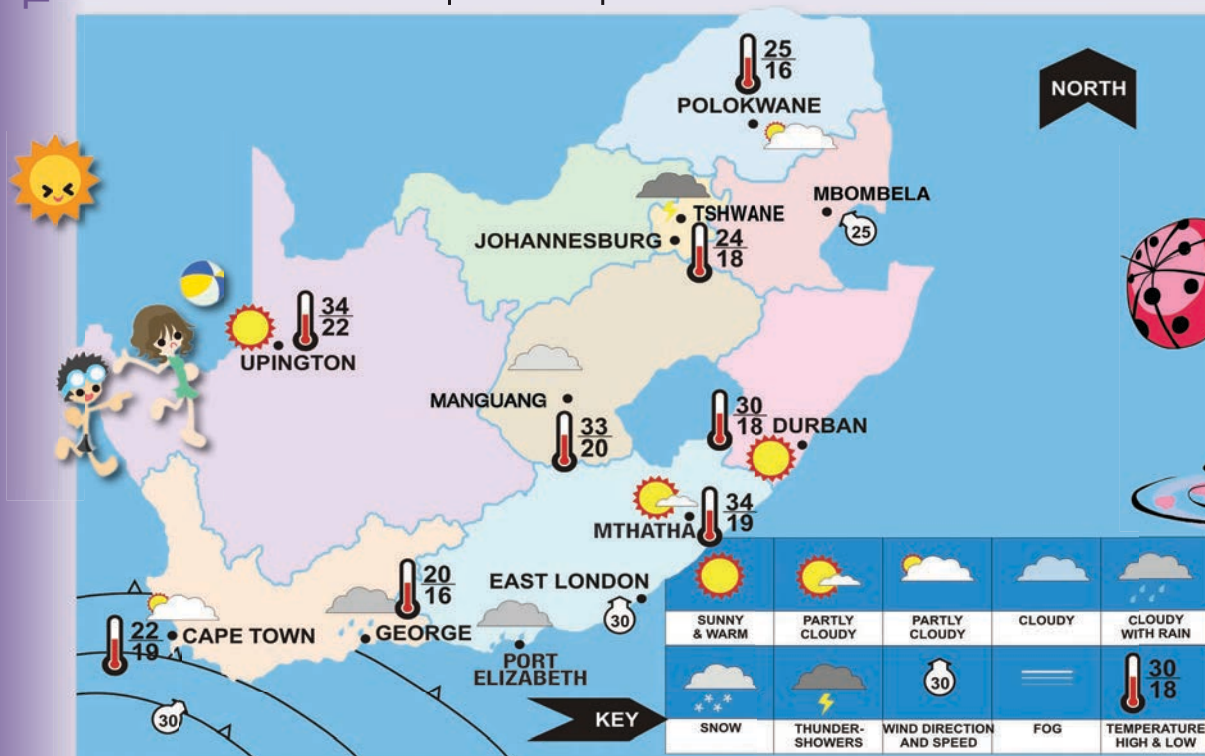 25
16
POLOKWANE
NORTH
MBOMBELA
25
TSHWANE
JOHANNESBURG
24
18
34
22
UPINGTON
MANGUANG
33
20
30
18
DURBAN
34
19
MTHATHA
20
16
EAST LONDON
30
22
19
CAPE TOWN
GEORGE
PORT
ELIZABETH
30
KEY
SUNNY
& WARM
PARTLY
CLOUDY
PARTLY
CLOUDY
CLOUDY
CLOUDY
WITH RAIN
30
30
18
SNOW
THUNDER-
SHOWERS
WIND DIRECTION
AND SPEED
FOG
TEMPERATURE
HIGH & LOW